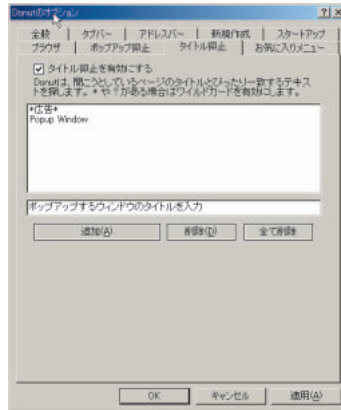 Donutのオプション
全般 タブバー アドレスバー 新規作成 スタートアップ
ブラウザ ポップアップ抑止 タイトル抑止 お気に入りメニュー
タイトル抑止を有効にする
Donutは、開こうとしているページのタイトルとぴったり一致するテキス
トを探します。* や ? がある場合はワイルドカードを有効にします。
*広告*
Popup Window
ポップアップするウィンドウのタイトルを入力
追加(A) 削除(D) 全て削除
OK キャンセル 適用(A)